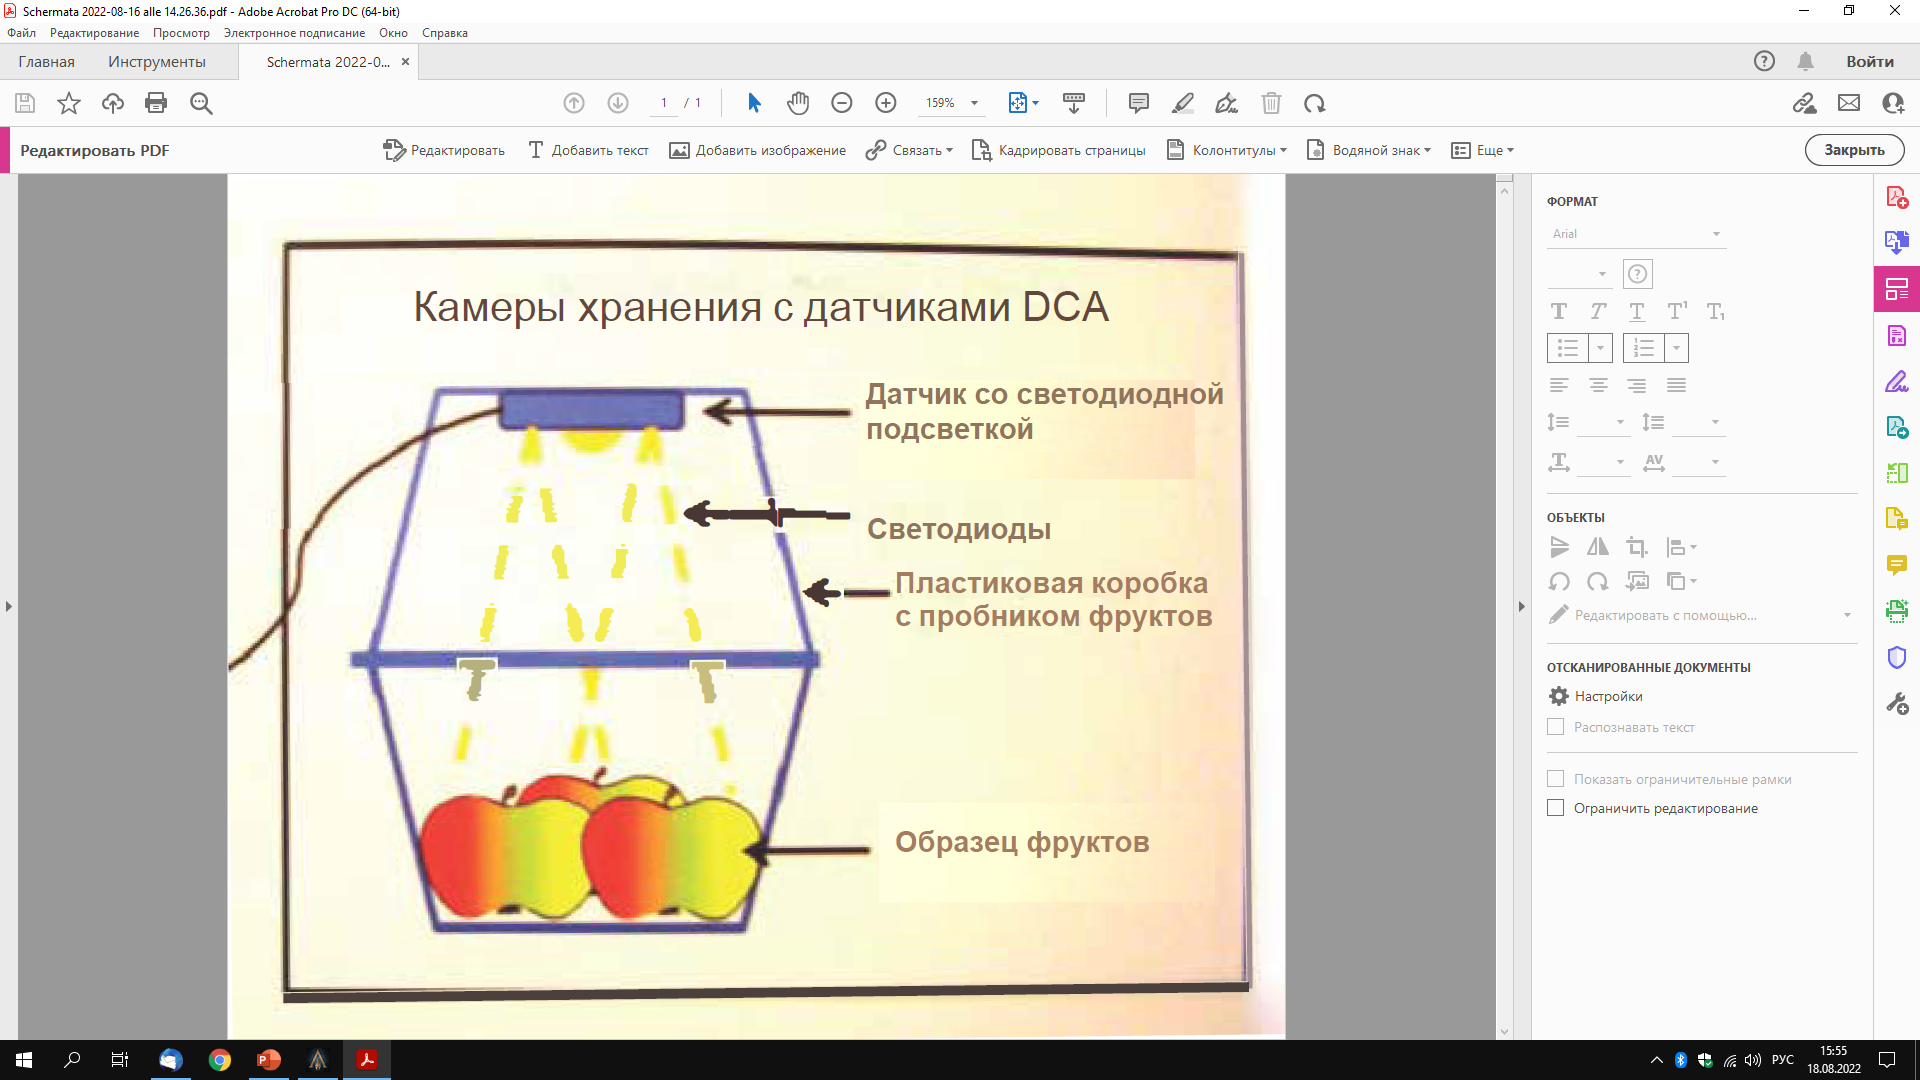 Schermata 2022-08-16 alle 14.26.36.pdf - Adobe Acrobat Pro DC (64-bit)
Файл Редактирование Просмотр Электронное подписание Окно Справка
Главная Инструменты Schermata 2022-0... Войти
1 / 1 159%
Редактировать PDF Редактировать Добавить текст Добавить изображение Связать Кадрировать страницы Колонтитулы Водяной знак Еще Закрыть
Камеры хранения с датчиками DCA
Датчик со светодиодной
подсветкой
Светодиоды
Пластиковая коробка
с пробником фруктов
Образец фруктов
ФОРМАТ
Arial
ОБЪЕКТЫ
Редактировать с помощью...
ОТСКАНИРОВАННЫЕ ДОКУМЕНТЫ
Настройки
Распознавать текст
Показать ограничительные рамки
Ограничить редактирование
РУС
15:55
18.08.2022